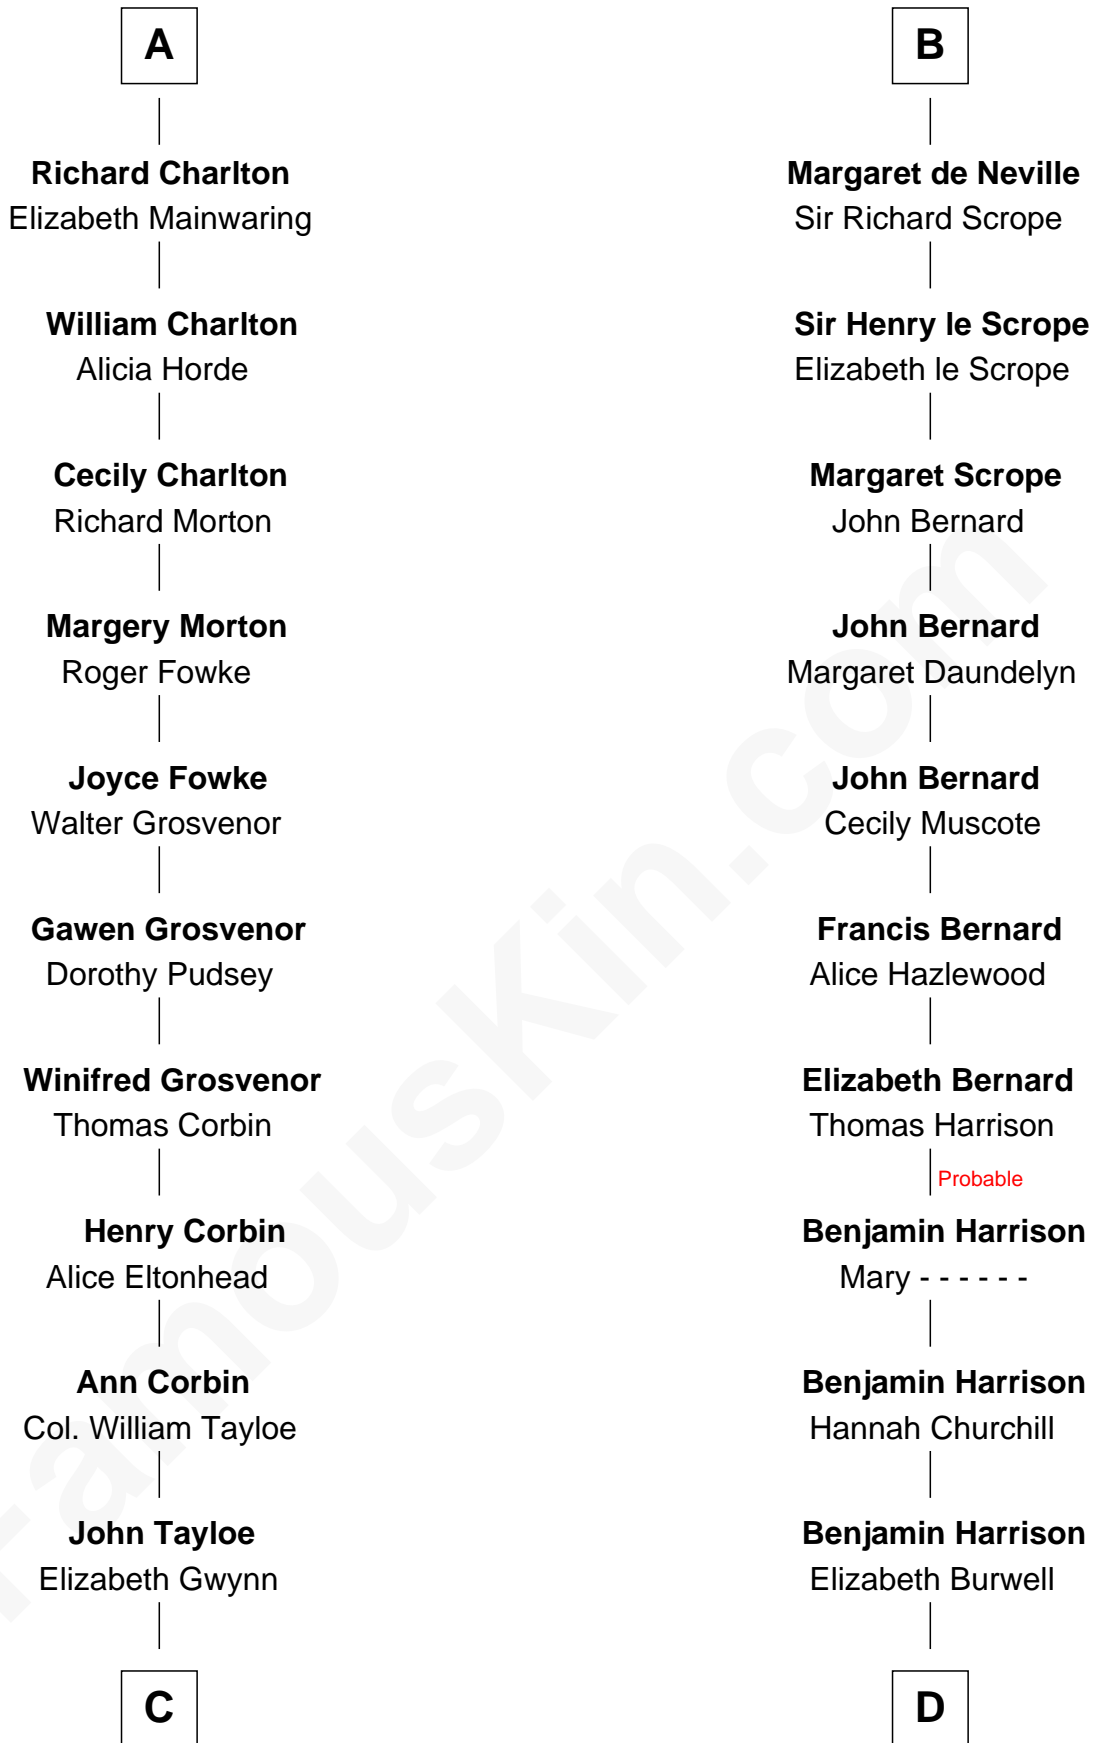 A
Richard Charlton
Elizabeth Mainwaring
William Charlton
Alicia Horde
Cecily Charlton
Richard Morton
Margery Morton
Roger Fowke
Joyce Fowke
Walter Grosvenor
Gawen Grosvenor
Dorothy Pudsey
Winifred Grosvenor
Thomas Corbin
Henry Corbin
Alice Eltonhead
Ann Corbin
Col. William Tayloe
John Tayloe
Elizabeth Gwynn
C
B
Margaret de Neville
Sir Richard Scrope
Sir Henry le Scrope
Elizabeth le Scrope
Margaret Scrope
John Bernard
John Bernard
Margaret Daundelyn
John Bernard
Cecily Muscote
Francis Bernard
Alice Hazlewood
Elizabeth Bernard
Thomas Harrison
Probable
Benjamin Harrison
Mary - - - - - -
Benjamin Harrison
Hannah Churchill
Benjamin Harrison
Elizabeth Burwell
D
FamousKin.com